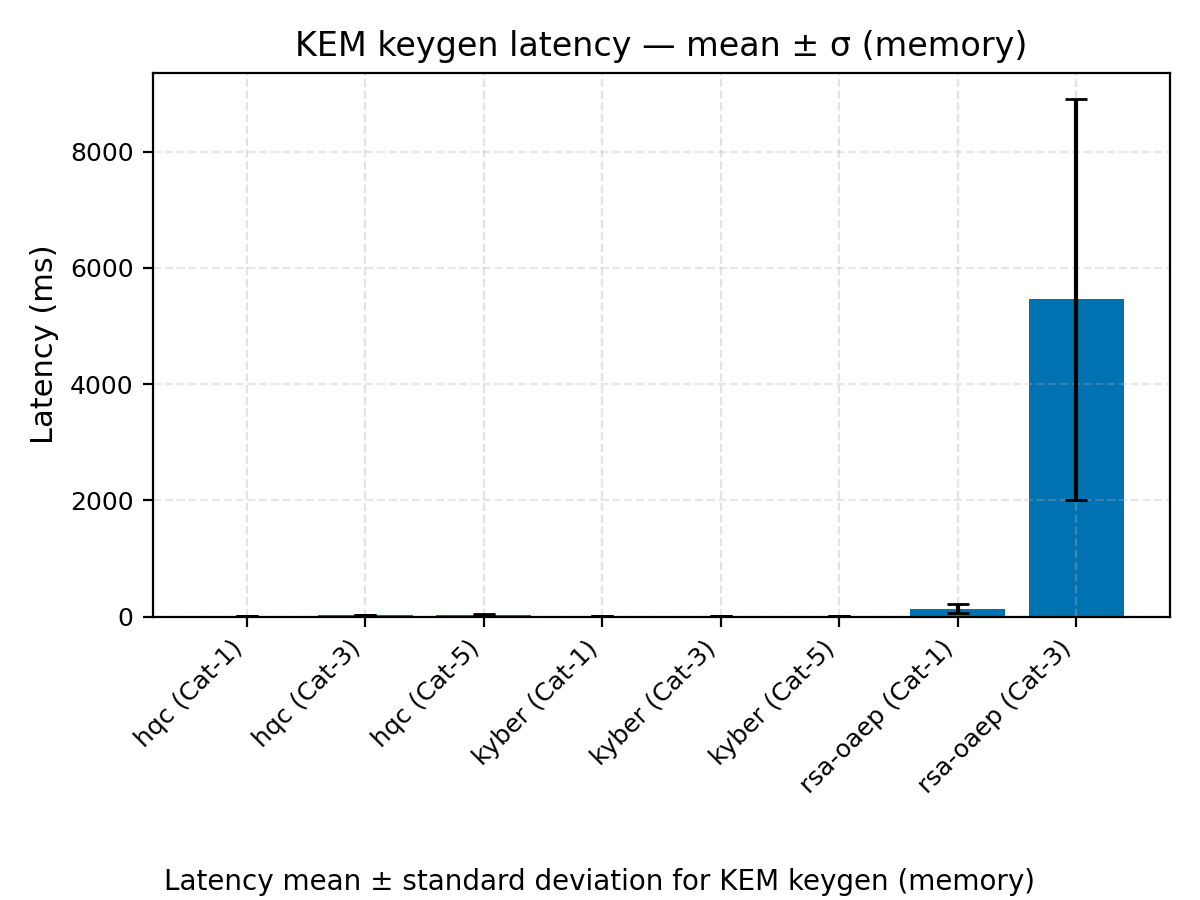 KEM keygen latency — mean ± σ (memory)
Latency (ms)
8000
6000
4000
2000
0
hqc (Cat-1)
hqc (Cat-3)
hqc (Cat-5)
kyber (Cat-1)
kyber (Cat-3)
kyber (Cat-5)
rsa-oaep (Cat-1)
rsa-oaep (Cat-3)
Latency mean ± standard deviation for KEM keygen (memory)